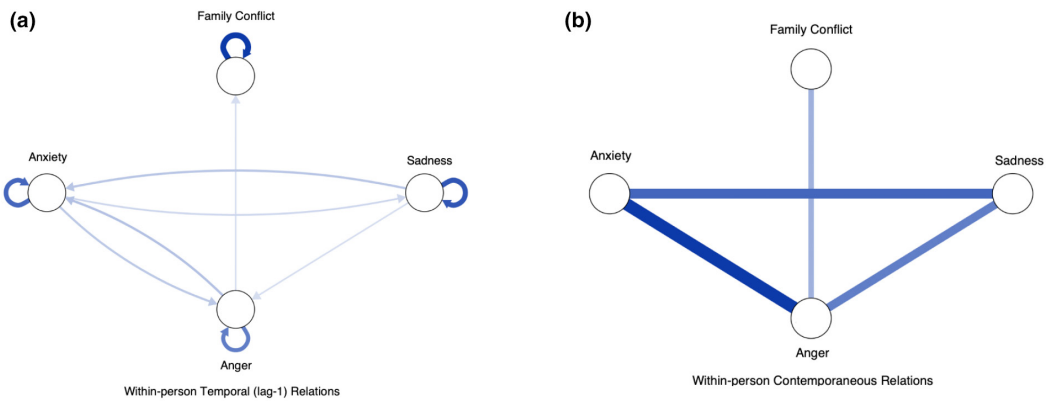 (a)
Family Conflict
Anxiety
Sadness
Anger
Within-person Temporal (lag-1) Relations
(b)
Family Conflict
Anxiety
Sadness
Anger
Within-person Contemporaneous Relations